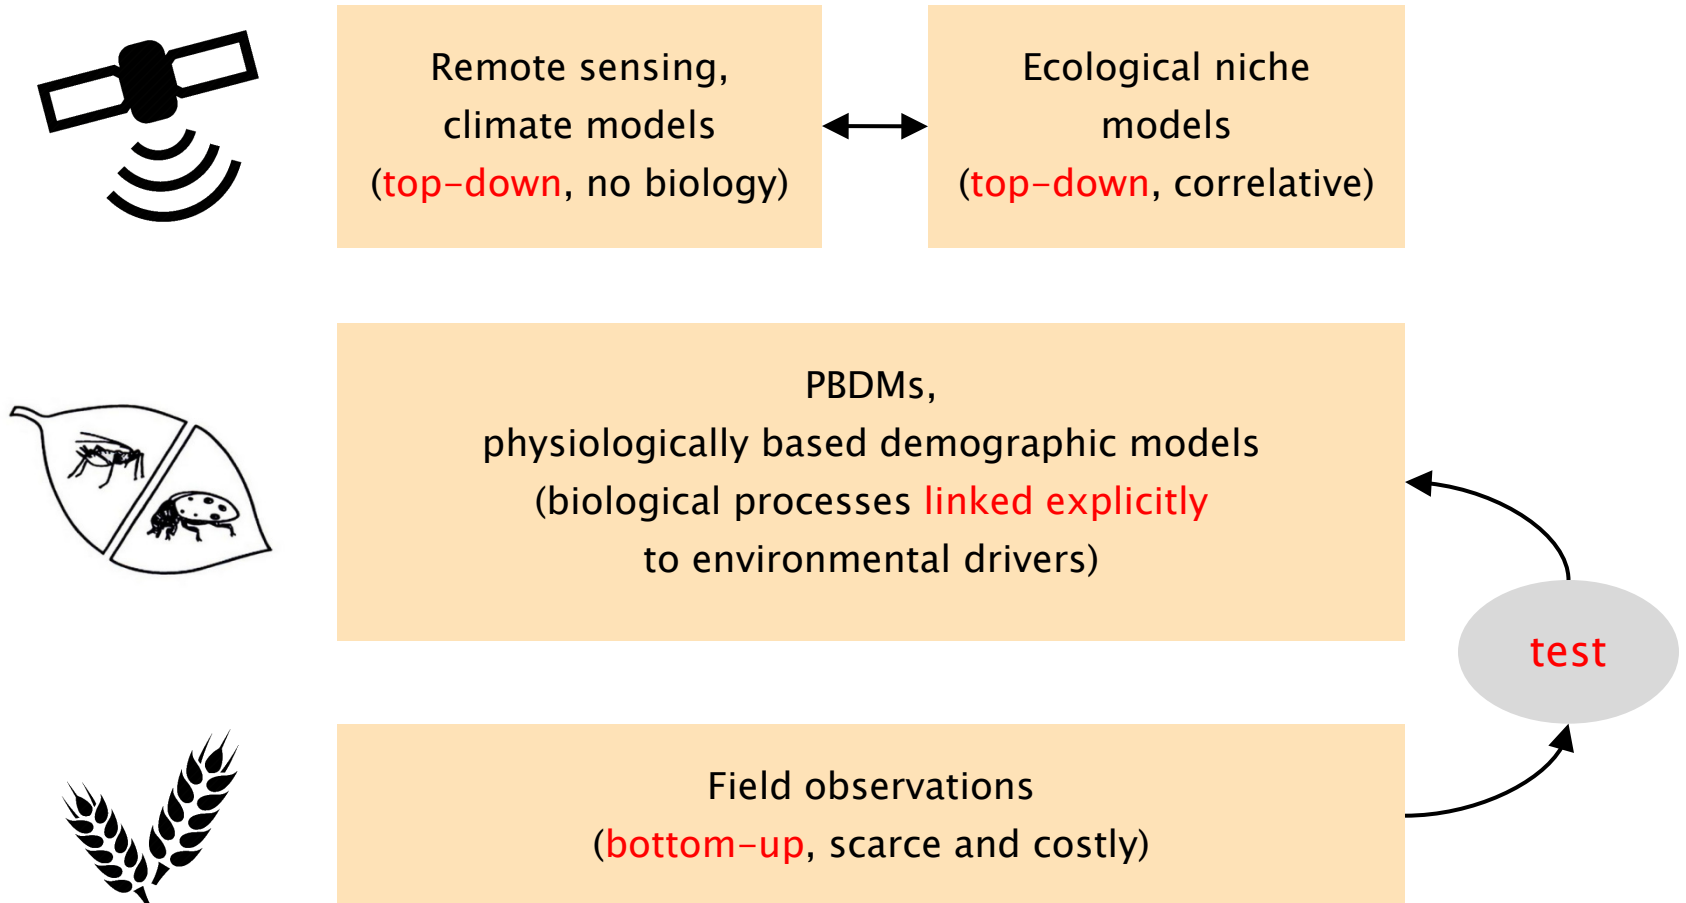 Remote sensing,
climate models
(top-down, no biology)
Ecological niche
models
(top-down, correlative)
PBDMs,
physiologically based demographic models
(biological processes linked explicitly
to environmental drivers)
test
Field observations
(bottom-up, scarce and costly)